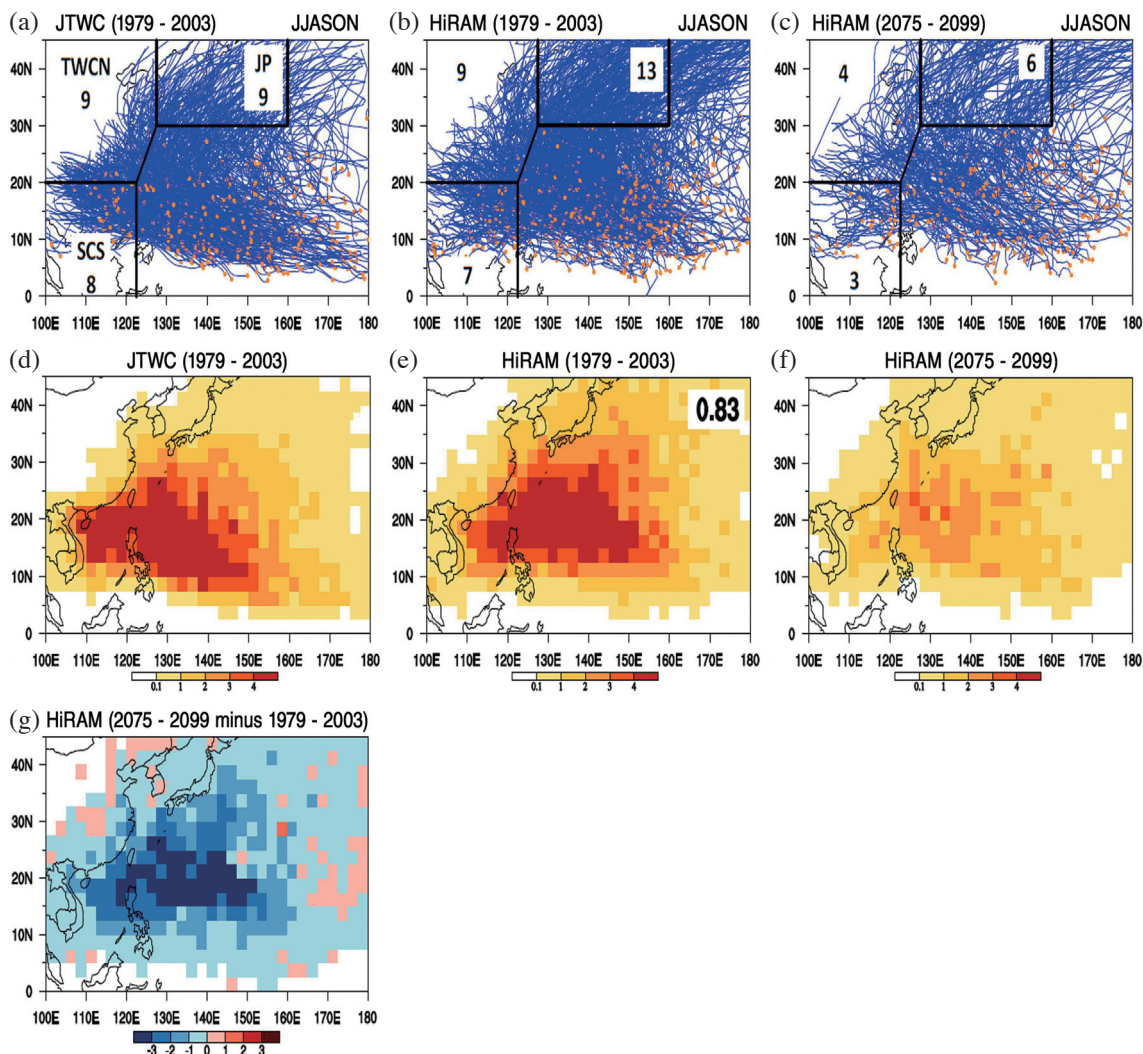 (a) JTWC (1979 - 2003) JJASON
(b) HiRAM (1979 - 2003) JJASON
(c) HiRAM (2075 - 2099) JJASON
40N
30N
20N
10N
0
TWCN
9
JP
9
SCS
8
100E 110E 120E 130E 140E 150E 160E 170E 180
40N
30N
20N
10N
0
9
13
7
100E 110E 120E 130E 140E 150E 160E 170E 180
40N
30N
20N
10N
0
4
6
3
100E 110E 120E 130E 140E 150E 160E 170E 180
(d) JTWC (1979 - 2003)
(e) HiRAM (1979 - 2003)
(f) HiRAM (2075 - 2099)
40N
30N
20N
10N
0
100E 110E 120E 130E 140E 150E 160E 170E 180
0.1 1 2 3 4
40N
30N
20N
10N
0
0.83
100E 110E 120E 130E 140E 150E 160E 170E 180
0.1 1 2 3 4
40N
30N
20N
10N
0
100E 110E 120E 130E 140E 150E 160E 170E 180
0.1 1 2 3 4
(g) HiRAM (2075 - 2099 minus 1979 - 2003)
40N
30N
20N
10N
0
100E 110E 120E 130E 140E 150E 160E 170E 180
-3 -2 -1 0 1 2 3